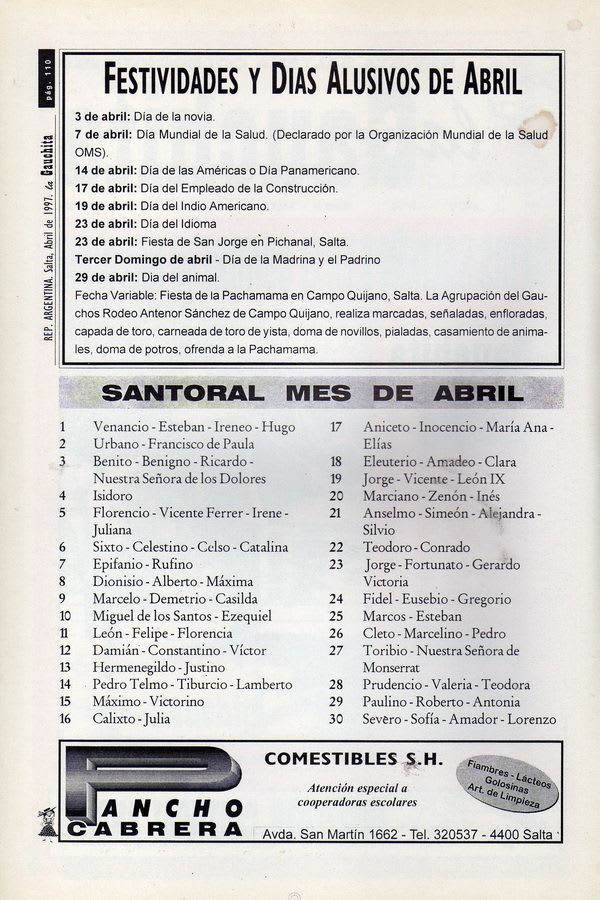 pág. 110
REP. ARGENTINA. Salta, Abril de 1997. La Gauchita
FESTIVIDADES Y DIAS ALUSIVOS DE ABRIL
3 de abril: Día de la novia.
7 de abril: Día Mundial de la Salud. (Declarado por la Organización Mundial de la Salud
OMS).
14 de abril: Día de las Américas o Día Panamericano.
17 de abril: Día del Empleado de la Construcción.
19 de abril: Día del Indio Americano.
23 de abril: Día del Idioma
23 de abril: Fiesta de San Jorge en Pichanal, Salta.
Tercer Domingo de abril - Día de la Madrina y el Padrino
29 de abril: Dia del animal.
Fecha Variable: Fiesta de la Pachamama en Campo Quijano, Salta. La Agrupación del Gau-
chos Rodeo Antenor Sánchez de Campo Quijano, realiza marcadas, señaladas, enfloradas,
capada de toro, carneada de toro de yista, doma de novillos, pialadas, casamiento de anima-
les, doma de potros, ofrenda a la Pachamama.
SANTORAL MES DE ABRIL
1 Venancio - Esteban - Ireneo - Hugo
2 Urbano - Francisco de Paula
3 Benito - Benigno - Ricardo -
Nuestra Señora de los Dolores
4 Isidoro
5 Florencio - Vicente Ferrer - Irene -
Juliana
6 Sixto - Celestino - Celso - Catalina
7 Epifanio - Rufino
8 Dionisio - Alberto - Máxima
9 Marcelo - Demetrio - Casilda
10 Miguel de los Santos - Ezequiel
11 León - Felipe - Florencia
12 Damián - Constantino - Víctor
13 Hermenegildo - Justino
14 Pedro Telmo - Tiburcio - Lamberto
15 Máximo - Victorino
16 Calixto - Julia
17 Aniceto - Inocencio - María Ana -
Elías
18 Eleuterio - Amadeo - Clara
19 Jorge - Vicente - León IX
20 Marciano - Zenón - Inés
21 Anselmo - Simeón - Alejandra -
Silvio
22 Teodoro - Conrado
23 Jorge - Fortunato - Gerardo
Victoria
24 Fidel - Eusebio - Gregorio
25 Marcos - Esteban
26 Cleto - Marcelino - Pedro
27 Toribio - Nuestra Señora de
Monserrat
28 Prudencio - Valeria - Teodora
29 Paulino - Roberto - Antonia
30 Severo - Sofía - Amador - Lorenzo
PANCHO
CABRERA
COMESTIBLES S.H.
Atención especial a
cooperadoras escolares
Fiambres - Lácteos
Golosinas
Art. de Limpieza
Avda. San Martín 1662 - Tel. 320537 - 4400 Salta